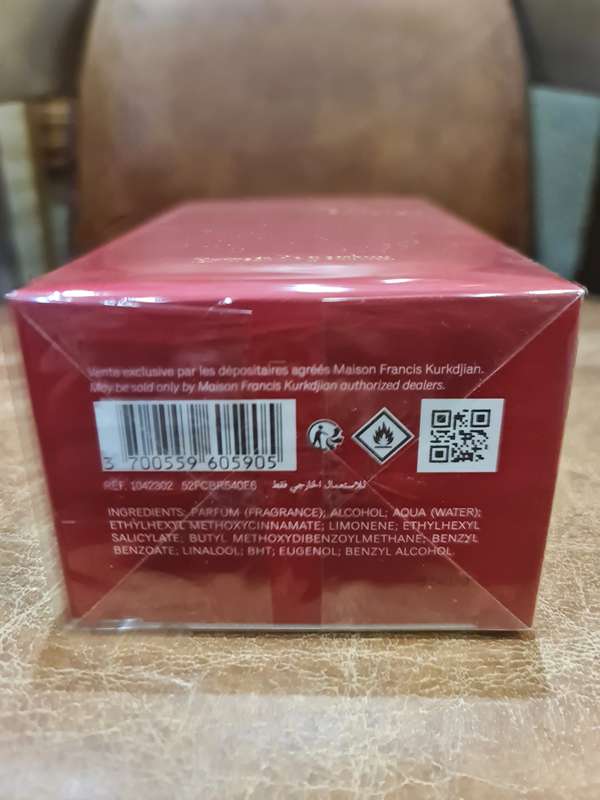 Vente exclusive par les dépositaires agréés Maison Francis Kurkdjian.
May be sold only by Maison Francis Kurkdjian authorized dealers.
3 700559 605905
REF. 1042302 52FCBR540E6 للاستعمال الخارجي فقط
INGREDIENTS: PARFUM (FRAGRANCE); ALCOHOL; AQUA (WATER);
ETHYLHEXYL METHOXYCINNAMATE; LIMONENE; ETHYLHEXYL
SALICYLATE; BUTYL METHOXYDIBENZOYLMETHANE; BENZYL
BENZOATE; LINALOOL; BHT; EUGENOL; BENZYL ALCOHOL.